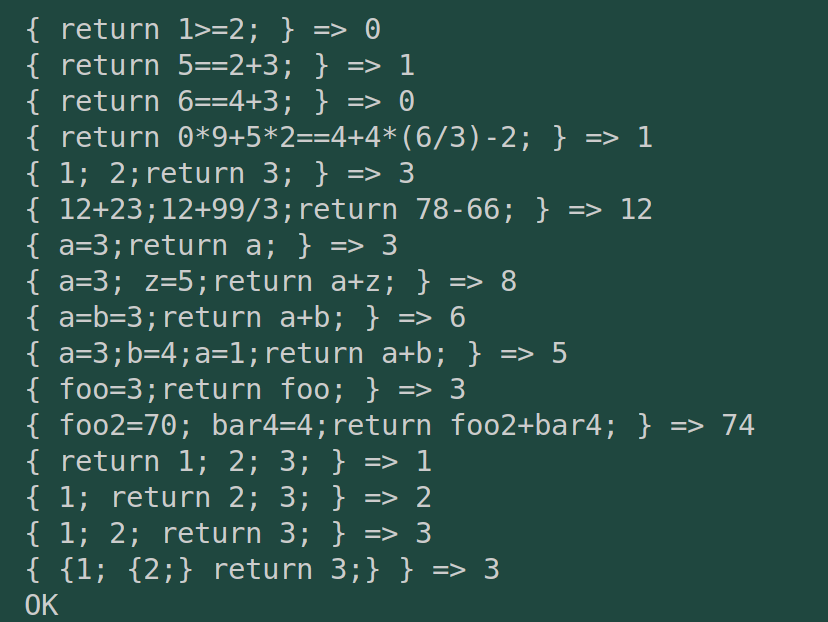 { return 1>=2; } => 0
{ return 5==2+3; } => 1
{ return 6==4+3; } => 0
{ return 0*9+5*2==4+4*(6/3)-2; } => 1
{ 1; 2;return 3; } => 3
{ 12+23;12+99/3;return 78-66; } => 12
{ a=3;return a; } => 3
{ a=3; z=5;return a+z; } => 8
{ a=b=3;return a+b; } => 6
{ a=3;b=4;a=1;return a+b; } => 5
{ foo=3;return foo; } => 3
{ foo2=70; bar4=4;return foo2+bar4; } => 74
{ return 1; 2; 3; } => 1
{ 1; return 2; 3; } => 2
{ 1; 2; return 3; } => 3
{ {1; {2;} return 3;} } => 3
OK